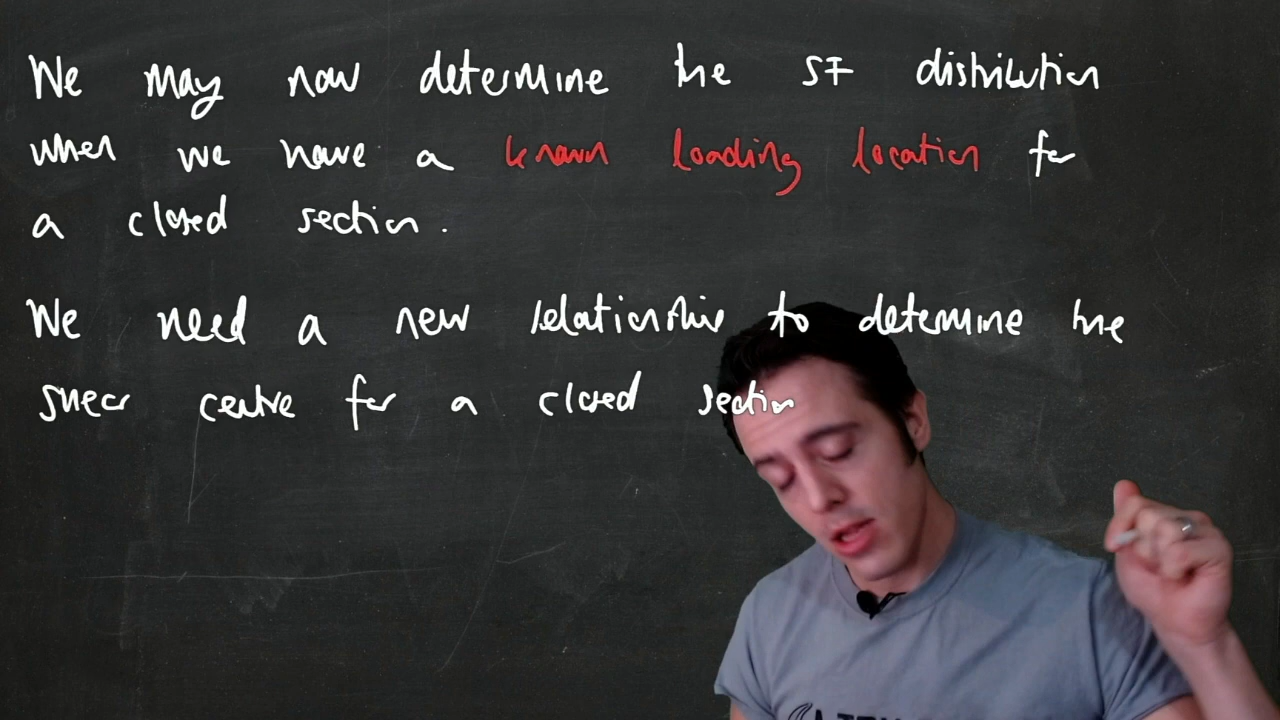 We may now determine the SF distribution
when we have a known loading location for
a closed section.
We need a new relationship to determine the
shear centre for a closed section